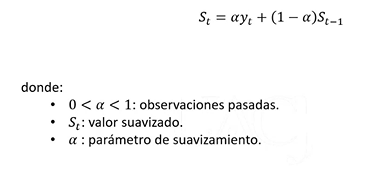 S_t = αy_t + (1 − α)S_{t−1}
donde:
• 0 < α < 1: observaciones pasadas.
• S_t: valor suavizado.
• α : parámetro de suavizamiento.